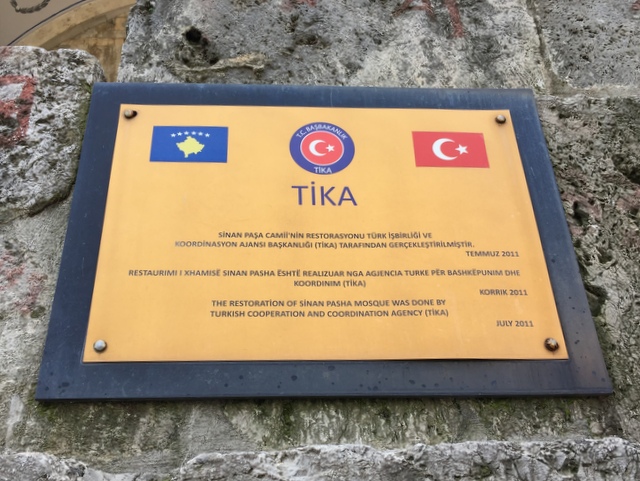 T.C. BAŞBAKANLIK
TİKA
TİKA
SİNAN PAŞA CAMİİ'NİN RESTORASYONU TÜRK İŞBİRLİĞİ VE
KOORDİNASYON AJANSI BAŞKANLIĞI (TİKA) TARAFINDAN GERÇEKLEŞTİRİLMİŞTİR.
TEMMUZ 2011
RESTAURIMI I XHAMISË SINAN PASHA ËSHTË REALIZUAR NGA AGJENCIA TURKE PËR BASHKËPUNIM DHE
KOORDINIM (TİKA)
KORRIK 2011
THE RESTORATION OF SİNAN PASHA MOSQUE WAS DONE BY
TURKISH COOPERATION AND COORDINATION AGENCY (TİKA)
JULY 2011